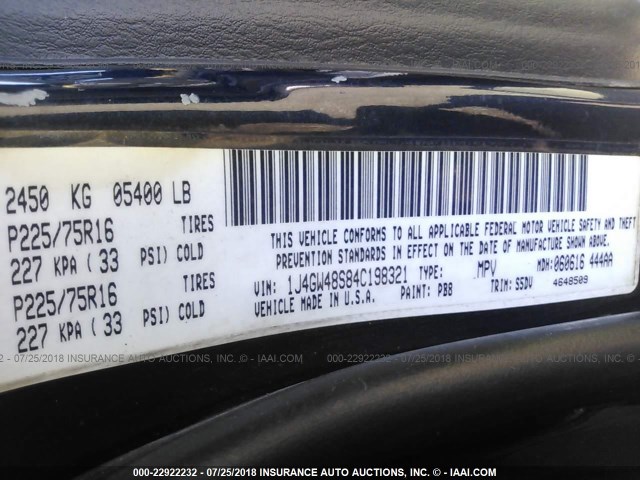 2450 KG 05400 LB
P225/75R16 TIRES
227 KPA ( 33 PSI) COLD
P225/75R16 TIRES
227 KPA ( 33 PSI) COLD
THIS VEHICLE CONFORMS TO ALL APPLICABLE FEDERAL MOTOR VEHICLE SAFETY AND THEFT
PREVENTION STANDARDS IN EFFECT ON THE DATE OF MANUFACTURE SHOWN ABOVE.
VIN: 1J4GW48S84C198321 TYPE: MPV MDH: 060616 444AA
VEHICLE MADE IN U.S.A. PAINT: PBB TRIM: SSDV 4648509
000-22922232 - 07/25/2018 INSURANCE AUTO AUCTIONS, INC. - © IAAI.COM